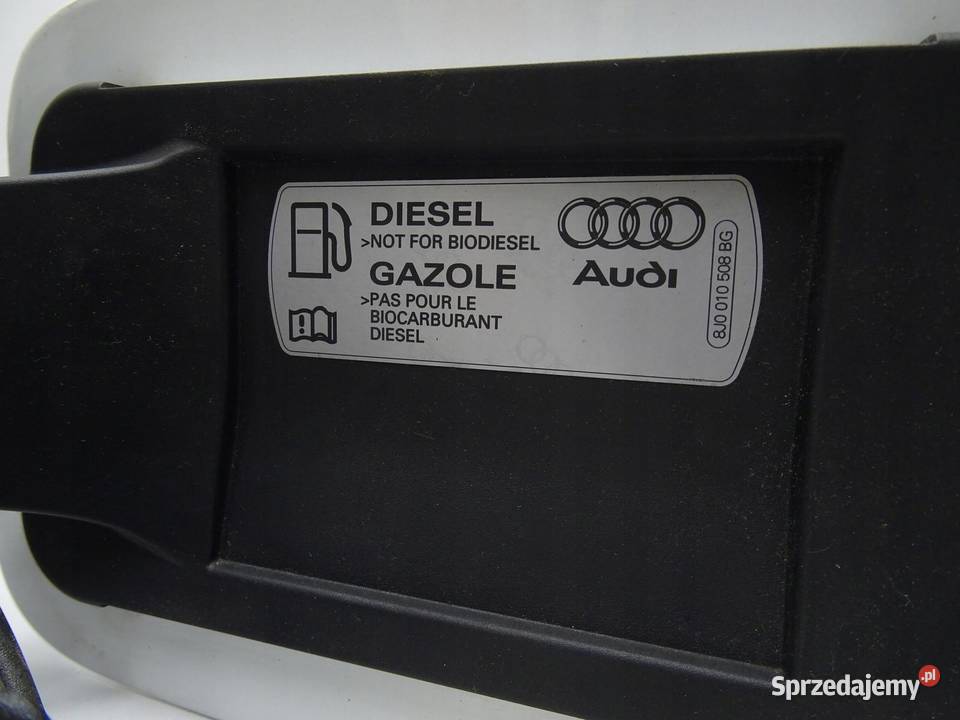 DIESEL
>NOT FOR BIODIESEL
GAZOLE
>PAS POUR LE
BIOCARBURANT
DIESEL
Audi
8J0 010 508 BG
Sprzedajemy.pl